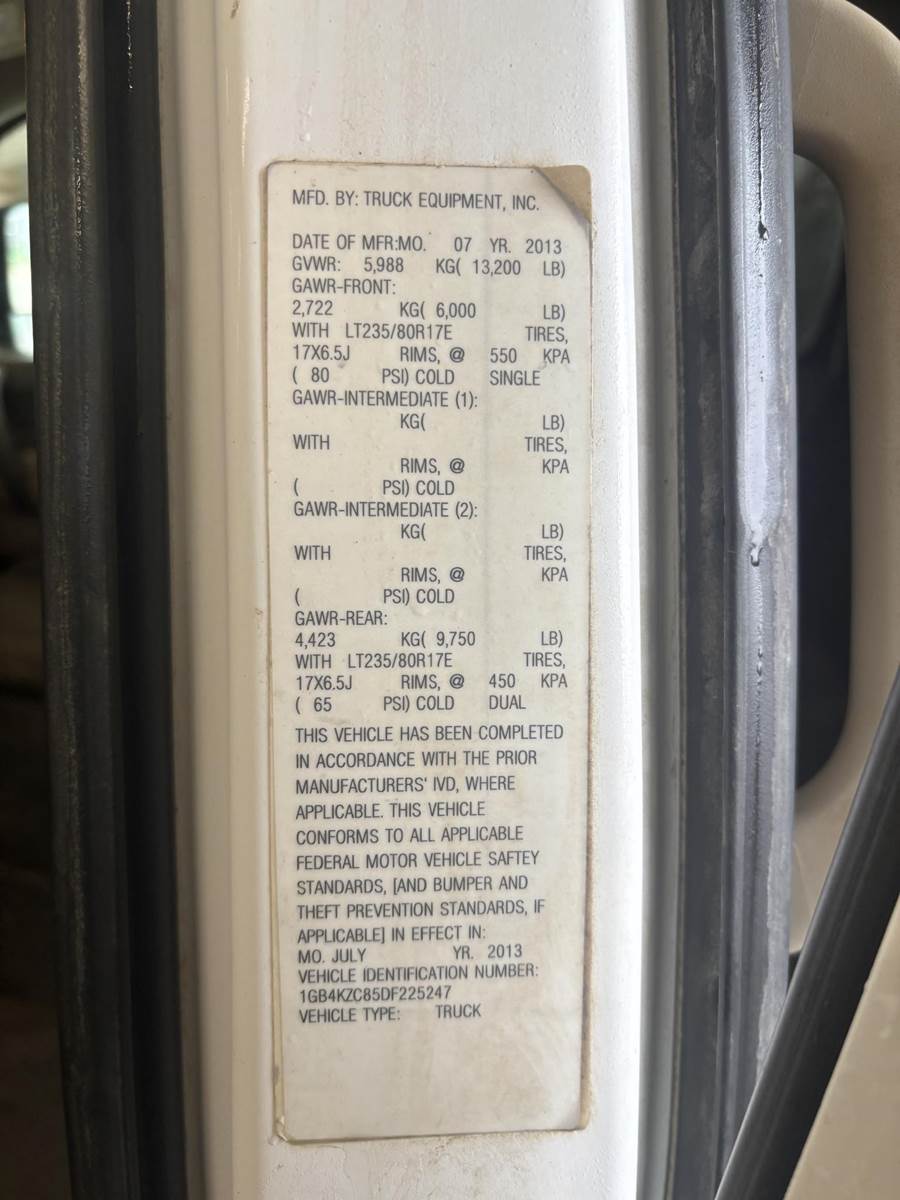 MFD. BY: TRUCK EQUIPMENT, INC.
DATE OF MFR:MO. 07 YR. 2013
GVWR: 5,988 KG( 13,200 LB)
GAWR-FRONT:
2,722 KG( 6,000 LB)
WITH LT235/80R17E TIRES,
17X6.5J RIMS, @ 550 KPA
( 80 PSI) COLD SINGLE
GAWR-INTERMEDIATE (1):
KG( LB)
WITH TIRES,
RIMS, @ KPA
( PSI) COLD
GAWR-INTERMEDIATE (2):
KG( LB)
WITH TIRES,
RIMS, @ KPA
( PSI) COLD
GAWR-REAR:
4,423 KG( 9,750 LB)
WITH LT235/80R17E TIRES,
17X6.5J RIMS, @ 450 KPA
( 65 PSI) COLD DUAL
THIS VEHICLE HAS BEEN COMPLETED
IN ACCORDANCE WITH THE PRIOR
MANUFACTURERS' IVD, WHERE
APPLICABLE. THIS VEHICLE
CONFORMS TO ALL APPLICABLE
FEDERAL MOTOR VEHICLE SAFTEY
STANDARDS, [AND BUMPER AND
THEFT PREVENTION STANDARDS, IF
APPLICABLE] IN EFFECT IN:
MO. JULY YR. 2013
VEHICLE IDENTIFICATION NUMBER:
1GB4KZC85DF225247
VEHICLE TYPE: TRUCK